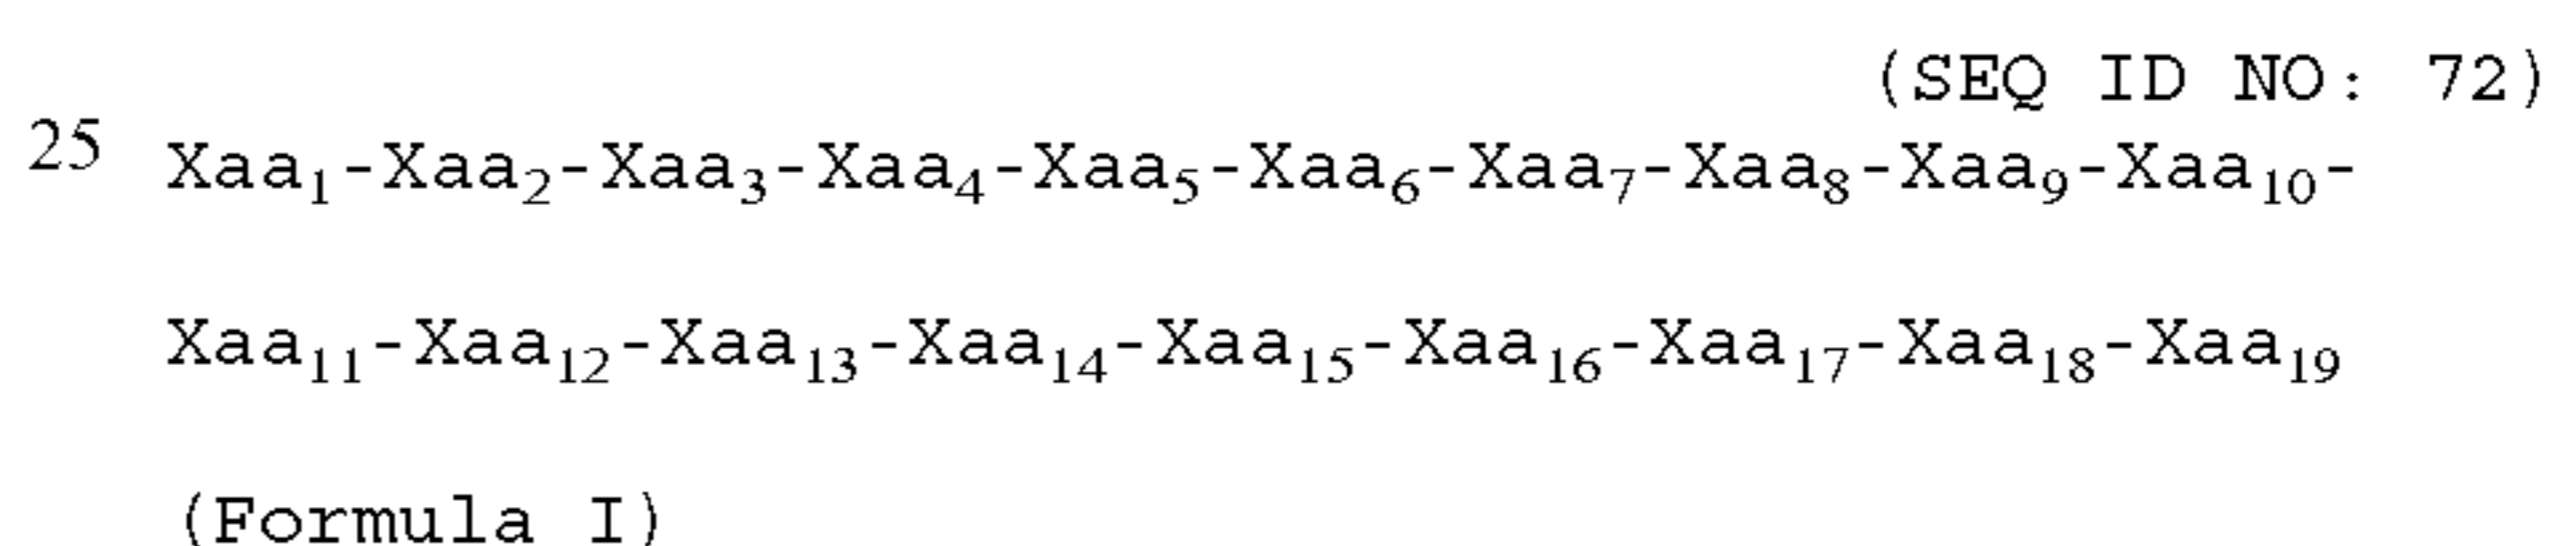 (SEQ ID NO: 72)
25 Xaa₁-Xaa₂-Xaa₃-Xaa₄-Xaa₅-Xaa₆-Xaa₇-Xaa₈-Xaa₉-Xaa₁₀-
Xaa₁₁-Xaa₁₂-Xaa₁₃-Xaa₁₄-Xaa₁₅-Xaa₁₆-Xaa₁₇-Xaa₁₈-Xaa₁₉
(Formula I)